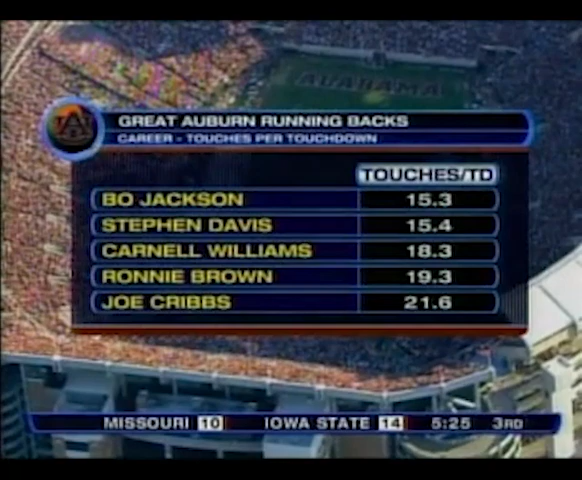 ALABAMA
GREAT AUBURN RUNNING BACKS
CAREER - TOUCHES PER TOUCHDOWN
TOUCHES/TD
BO JACKSON 15.3
STEPHEN DAVIS 15.4
CARNELL WILLIAMS 18.3
RONNIE BROWN 19.3
JOE CRIBBS 21.6
MISSOURI 10 IOWA STATE 14 5:25 3RD